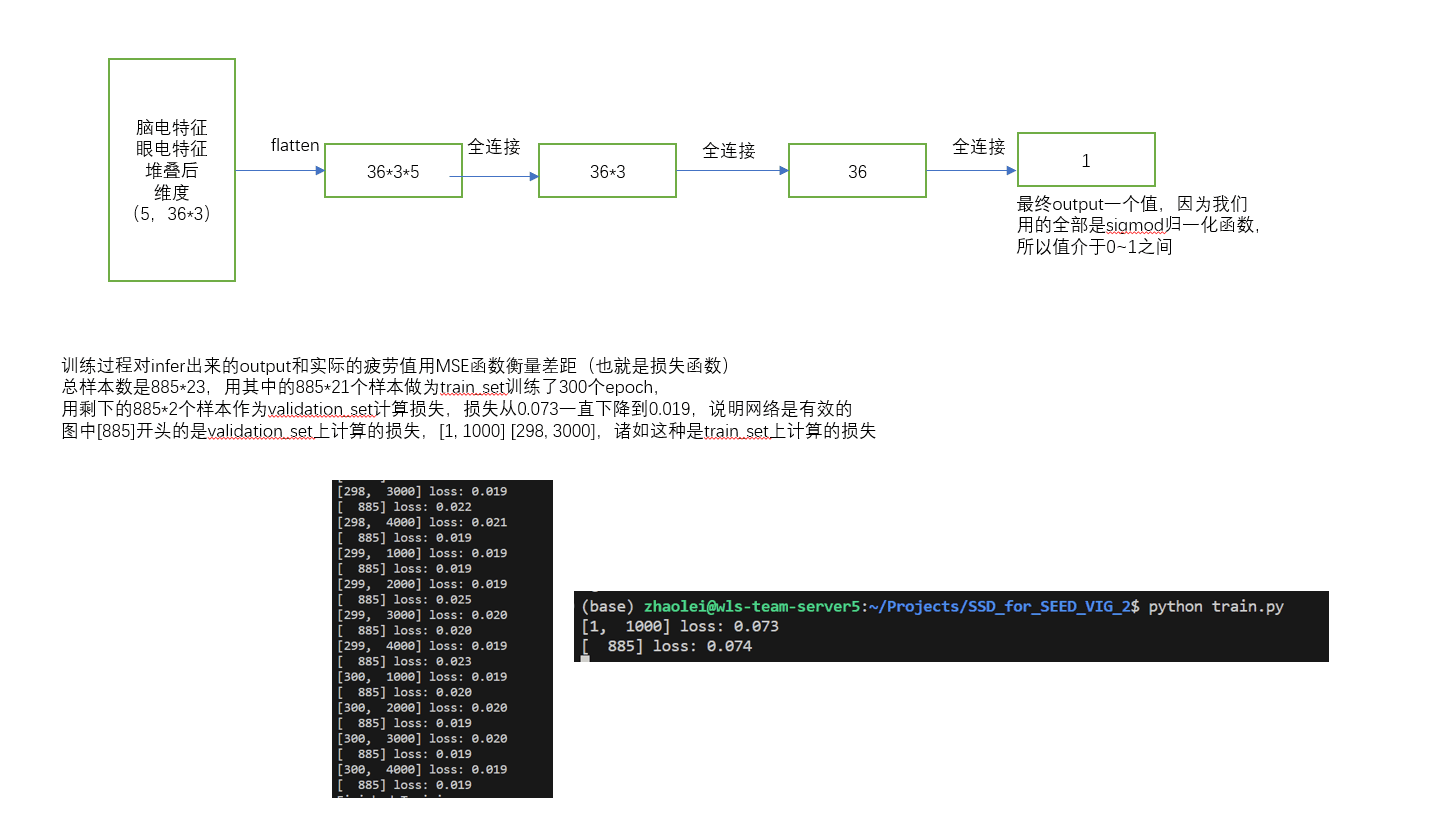 脑电特征
眼电特征
堆叠后
维度
（5，36*3）
flatten
36*3*5
全连接
36*3
全连接
36
全连接
1
最终output一个值，因为我们
用的全部是sigmod归一化函数，
所以值介于0~1之间
训练过程对infer出来的output和实际的疲劳值用MSE函数衡量差距（也就是损失函数）
总样本数是885*23，用其中的885*21个样本做为train_set训练了300个epoch，
用剩下的885*2个样本作为validation_set计算损失，损失从0.073一直下降到0.019，说明网络是有效的
图中[885]开头的是validation_set上计算的损失，[1, 1000] [298, 3000]，诸如这种是train_set上计算的损失
[298,  3000] loss: 0.019
[  885] loss: 0.022
[298,  4000] loss: 0.021
[  885] loss: 0.019
[299,  1000] loss: 0.019
[  885] loss: 0.019
[299,  2000] loss: 0.019
[  885] loss: 0.025
[299,  3000] loss: 0.020
[  885] loss: 0.020
[299,  4000] loss: 0.019
[  885] loss: 0.023
[300,  1000] loss: 0.019
[  885] loss: 0.020
[300,  2000] loss: 0.020
[  885] loss: 0.019
[300,  3000] loss: 0.020
[  885] loss: 0.019
[300,  4000] loss: 0.019
[  885] loss: 0.019
(base) zhaolei@wls-team-server5:~/Projects/SSD_for_SEED_VIG_2$ python train.py
[1,  1000] loss: 0.073
[  885] loss: 0.074